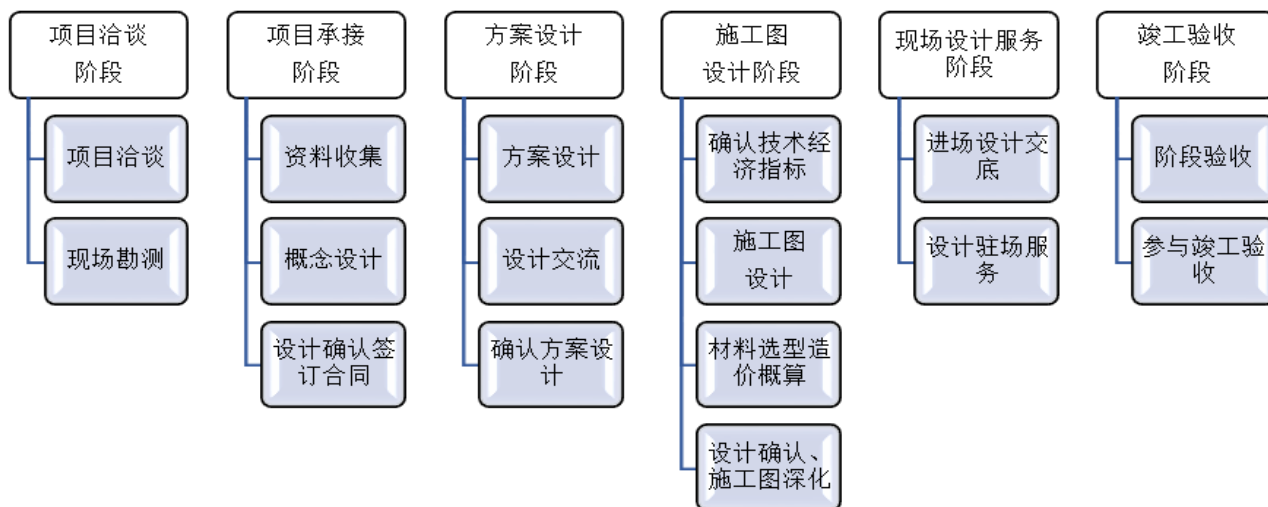 项目洽谈
阶段
项目洽谈
现场勘测
项目承接
阶段
资料收集
概念设计
设计确认签
订合同
方案设计
阶段
方案设计
设计交流
确认方案设
计
施工图
设计阶段
确认技术经
济指标
施工图
设计
材料选型造
价概算
设计确认、
施工图深化
现场设计服务
阶段
进场设计交
底
设计驻场服
务
竣工验收
阶段
阶段验收
参与竣工验
收